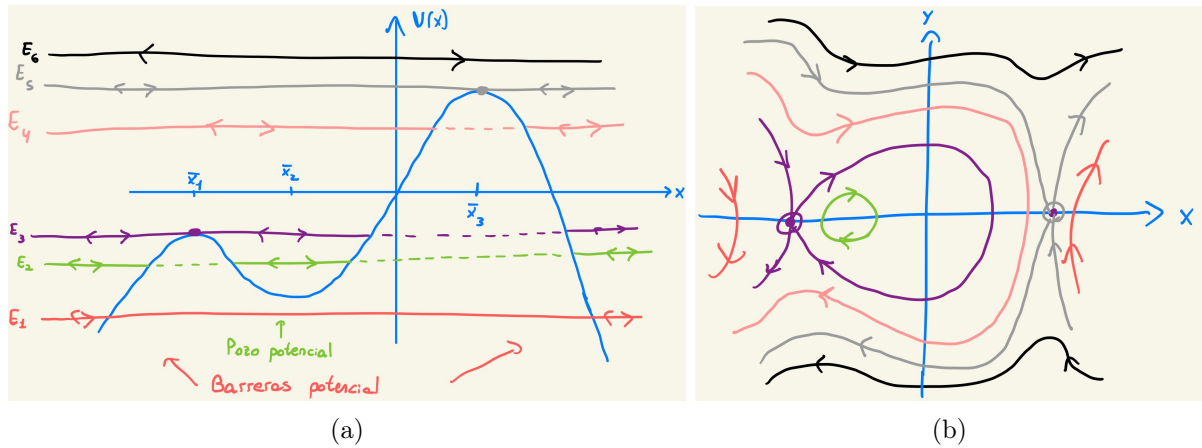 U(x)
E₆
E₅
E₄
x̄₁
x̄₂
x
x̄₃
E₃
E₂
E₁
Pozo potencial
Barreras potencial
(a)
Y
X
(b)